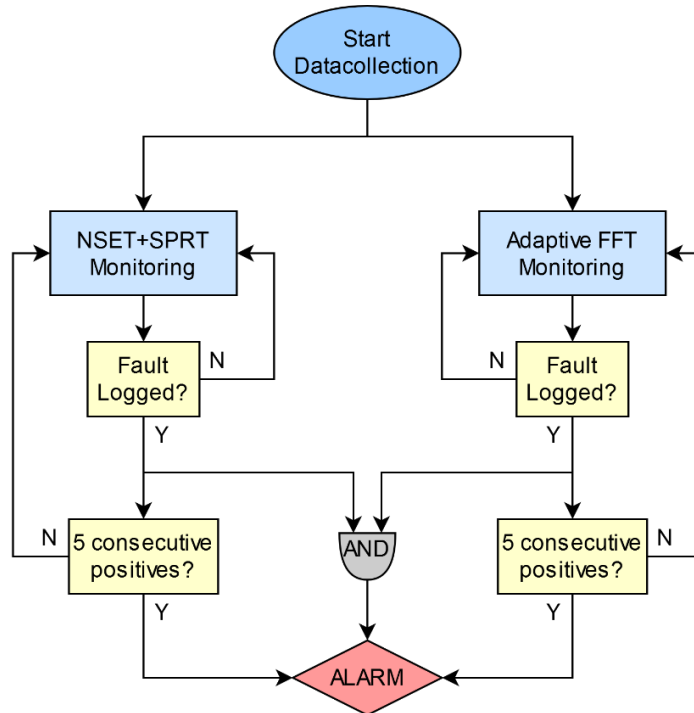 Start
Datacollection
NSET+SPRT
Monitoring
Adaptive FFT
Monitoring
Fault
Logged?
N
Y
N
Fault
Logged?
Y
5 consecutive
positives?
N
Y
AND
5 consecutive
positives?
N
Y
ALARM